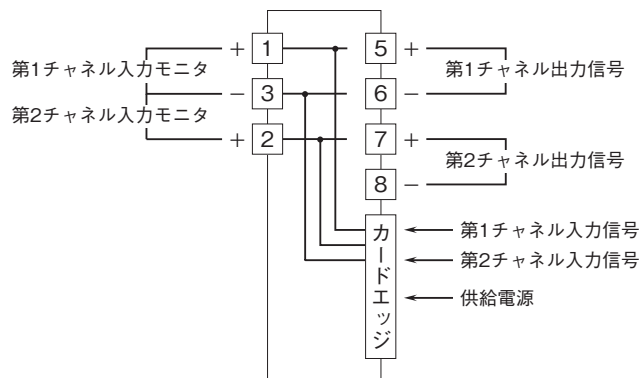 + 1 5 +
第1チャネル入力モニタ
第1チャネル出力信号
− 3 6 −
第2チャネル入力モニタ
+ 2 7 +
第2チャネル出力信号
8 −
カードエッジ
第1チャネル入力信号
第2チャネル入力信号
供給電源